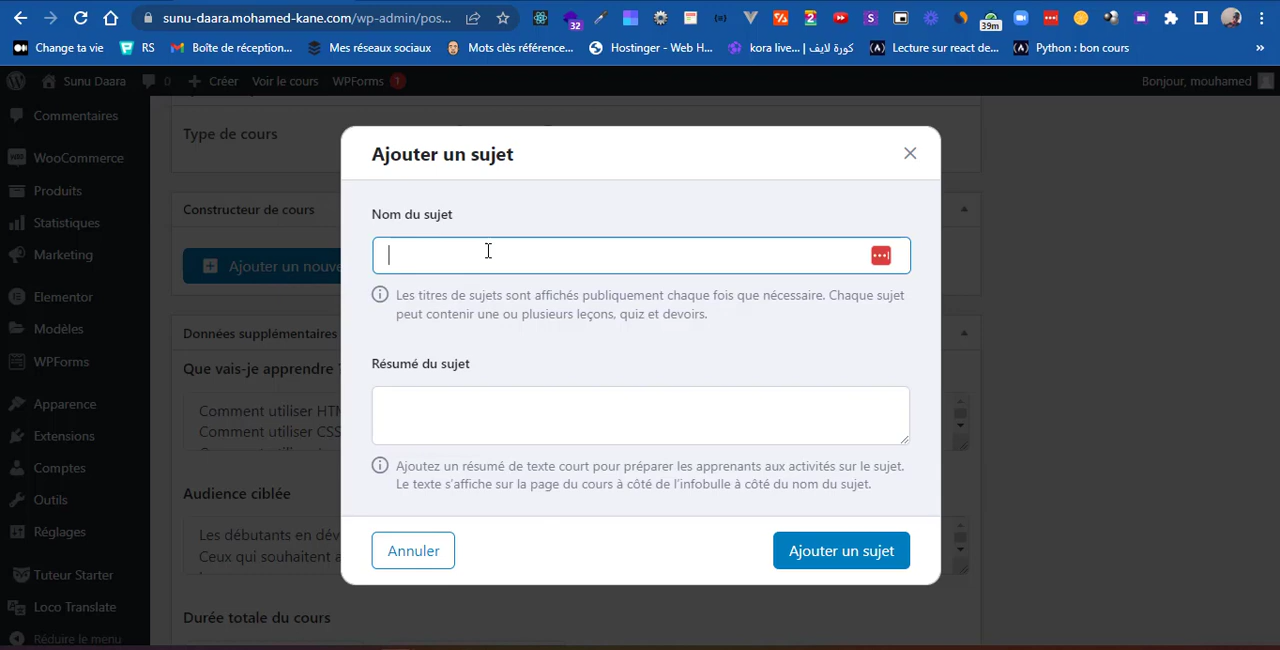 sunu-daara.mohamed-kane.com/wp-admin/pos...
32
39m
Change ta vie
RS
Boîte de réception...
Mes réseaux sociaux
Mots clés référence...
Hostinger - Web H...
kora live... | كورة لايف
Lecture sur react de...
Python : bon cours
»
Sunu Daara
0
Créer
Voir le cours
WPForms
1
Bonjour, mouhamed
Commentaires
WooCommerce
Produits
Statistiques
Marketing
Elementor
Modèles
WPForms
Apparence
Extensions
Comptes
Outils
Réglages
Tuteur Starter
Loco Translate
Réduire le menu
Type de cours
Constructeur de cours
Ajouter un nouve
Données supplémentaires
Que vais-je apprendre ?
Comment utiliser HTM
Comment utiliser CSS
Audience ciblée
Les débutants en dév
Ceux qui souhaitent a
Durée totale du cours
Ajouter un sujet
Nom du sujet
Les titres de sujets sont affichés publiquement chaque fois que nécessaire. Chaque sujet
peut contenir une ou plusieurs leçons, quiz et devoirs.
Résumé du sujet
Ajoutez un résumé de texte court pour préparer les apprenants aux activités sur le sujet.
Le texte s'affiche sur la page du cours à côté de l'infobulle à côté du nom du sujet.
Annuler
Ajouter un sujet